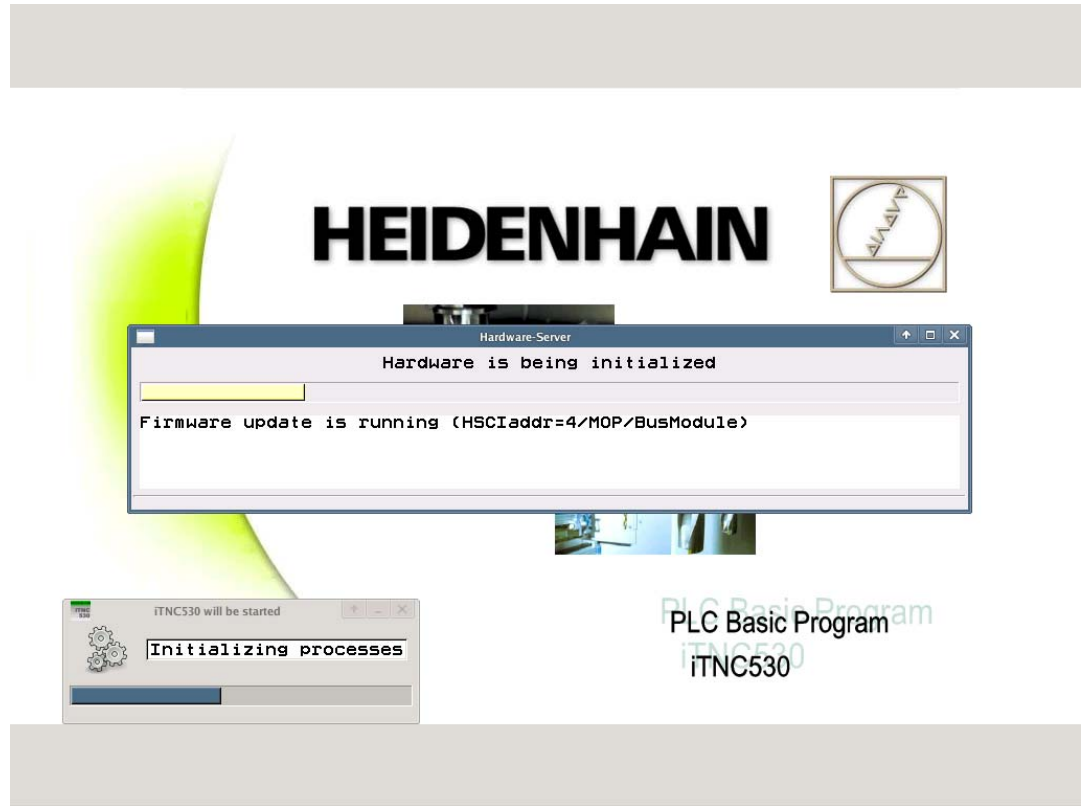 HEIDENHAIN
Hardware-Server
Hardware is being initialized
Firmware update is running (HSCIaddr=4/MOP/BusModule)
iTNC530 will be started
Initializing processes
PLC Basic Program
iTNC530